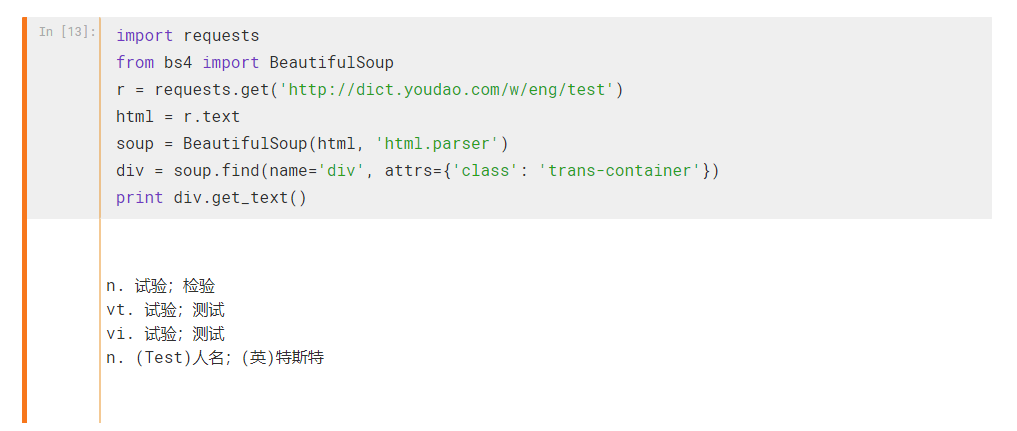 In [13]:
import requests
from bs4 import BeautifulSoup
r = requests.get('http://dict.youdao.com/w/eng/test')
html = r.text
soup = BeautifulSoup(html, 'html.parser')
div = soup.find(name='div', attrs={'class': 'trans-container'})
print div.get_text()
n. 试验；检验
vt. 试验；测试
vi. 试验；测试
n. (Test)人名；(英)特斯特